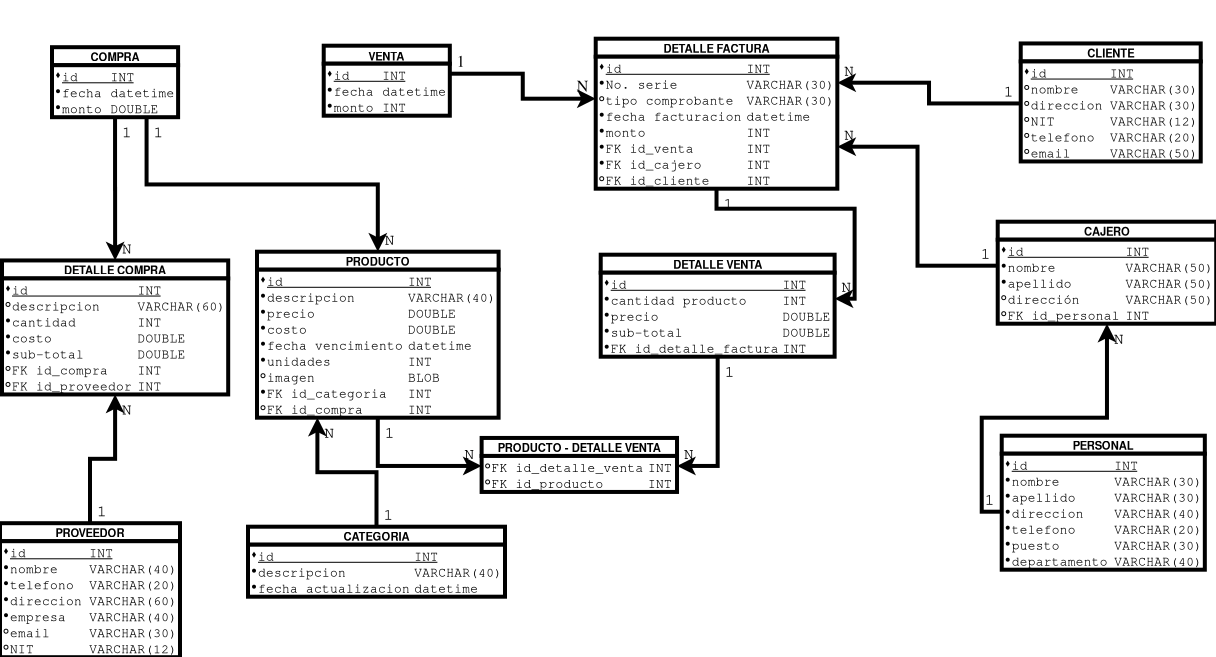 COMPRA
id INT
fecha datetime
monto DOUBLE
1
1
VENTA
id INT
fecha datetime
monto INT
1
N
DETALLE FACTURA
id INT
No. serie VARCHAR(30)
tipo comprobante VARCHAR(30)
fecha facturacion datetime
monto INT
FK id_venta INT
FK id_cajero INT
FK id_cliente INT
1
N
N
1
CLIENTE
id INT
nombre VARCHAR(30)
direccion VARCHAR(30)
NIT VARCHAR(12)
telefono VARCHAR(20)
email VARCHAR(50)
N
DETALLE COMPRA
id INT
descripcion VARCHAR(60)
cantidad INT
costo DOUBLE
sub-total DOUBLE
FK id_compra INT
FK id_proveedor INT
N
N
PRODUCTO
id INT
descripcion VARCHAR(40)
precio DOUBLE
costo DOUBLE
fecha vencimiento datetime
unidades INT
imagen BLOB
FK id_categoria INT
FK id_compra INT
N
1
DETALLE VENTA
id INT
cantidad producto INT
precio DOUBLE
sub-total DOUBLE
FK id_detalle_factura INT
N
1
1
CAJERO
id INT
nombre VARCHAR(50)
apellido VARCHAR(50)
dirección VARCHAR(50)
FK id_personal INT
N
N
N
PRODUCTO - DETALLE VENTA
FK id_detalle_venta INT
FK id_producto INT
1
PERSONAL
id INT
nombre VARCHAR(30)
apellido VARCHAR(30)
direccion VARCHAR(40)
telefono VARCHAR(20)
puesto VARCHAR(30)
departamento VARCHAR(40)
1
PROVEEDOR
id INT
nombre VARCHAR(40)
telefono VARCHAR(20)
direccion VARCHAR(60)
empresa VARCHAR(40)
email VARCHAR(30)
NIT VARCHAR(12)
1
CATEGORIA
id INT
descripcion VARCHAR(40)
fecha actualizacion datetime